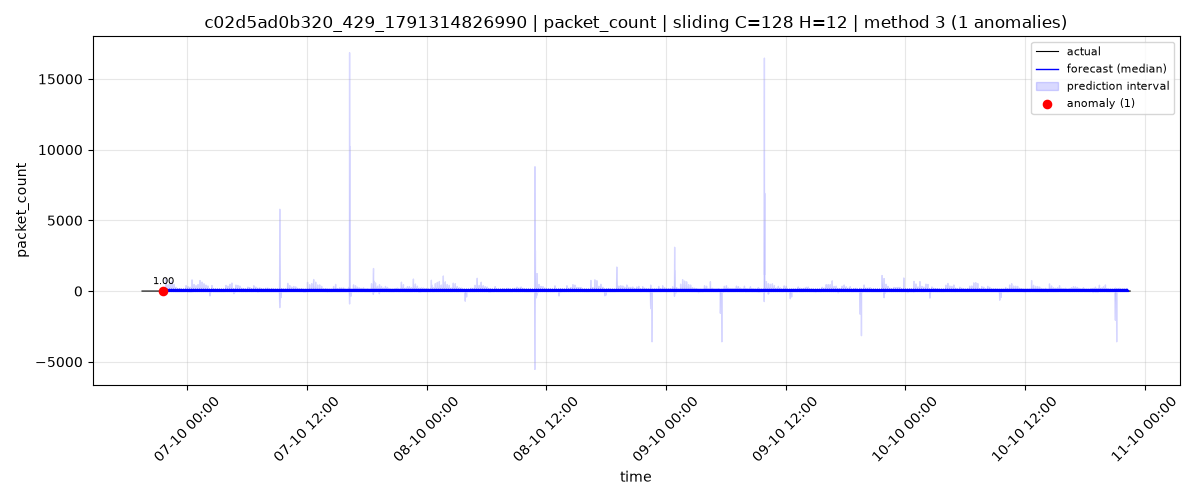 c02d5ad0b320_429_1791314826990 | packet_count | sliding C=128 H=12 | method 3 (1 anomalies)
actual
forecast (median)
prediction interval
anomaly (1)
packet_count
15000
10000
5000
0
−5000
1.00
07-10 00:00
07-10 12:00
08-10 00:00
08-10 12:00
09-10 00:00
09-10 12:00
10-10 00:00
10-10 12:00
11-10 00:00
time